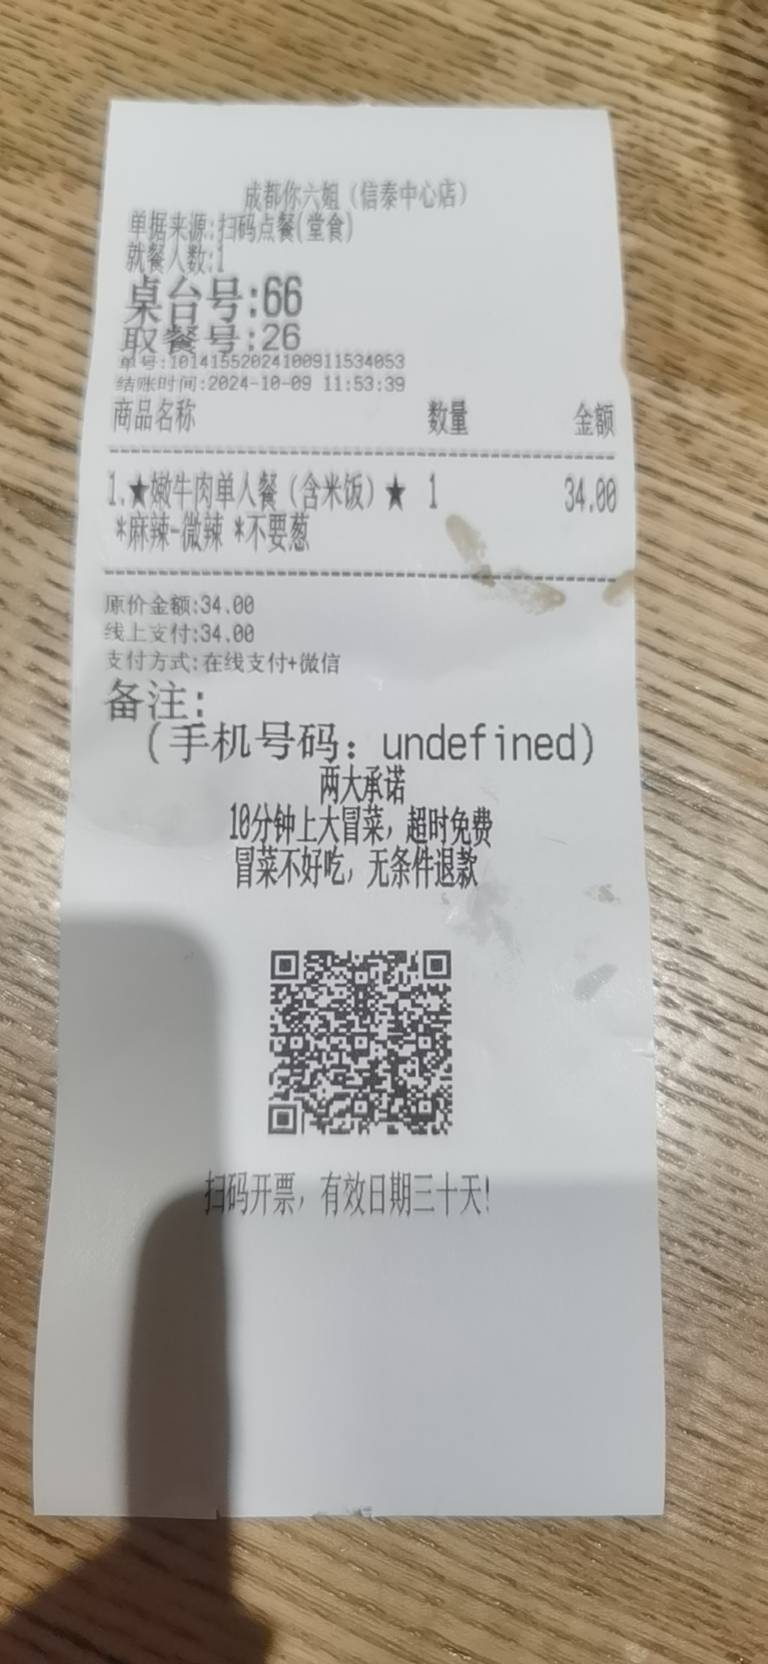 成都你六姐（信泰中心店）
单据来源:扫码点餐(堂食)
就餐人数:1
桌台号:66
取餐号:26
单号:10141552024100911534053
结账时间:2024-10-09 11:53:39
商品名称 数量 金额
1.★嫩牛肉单人餐（含米饭）★ 1 34.00
*麻辣-微辣 *不要葱
原价金额:34.00
线上支付:34.00
支付方式:在线支付+微信
备注:
(手机号码：undefined)
两大承诺
10分钟上大冒菜，超时免费
冒菜不好吃，无条件退款
扫码开票，有效日期三十天!